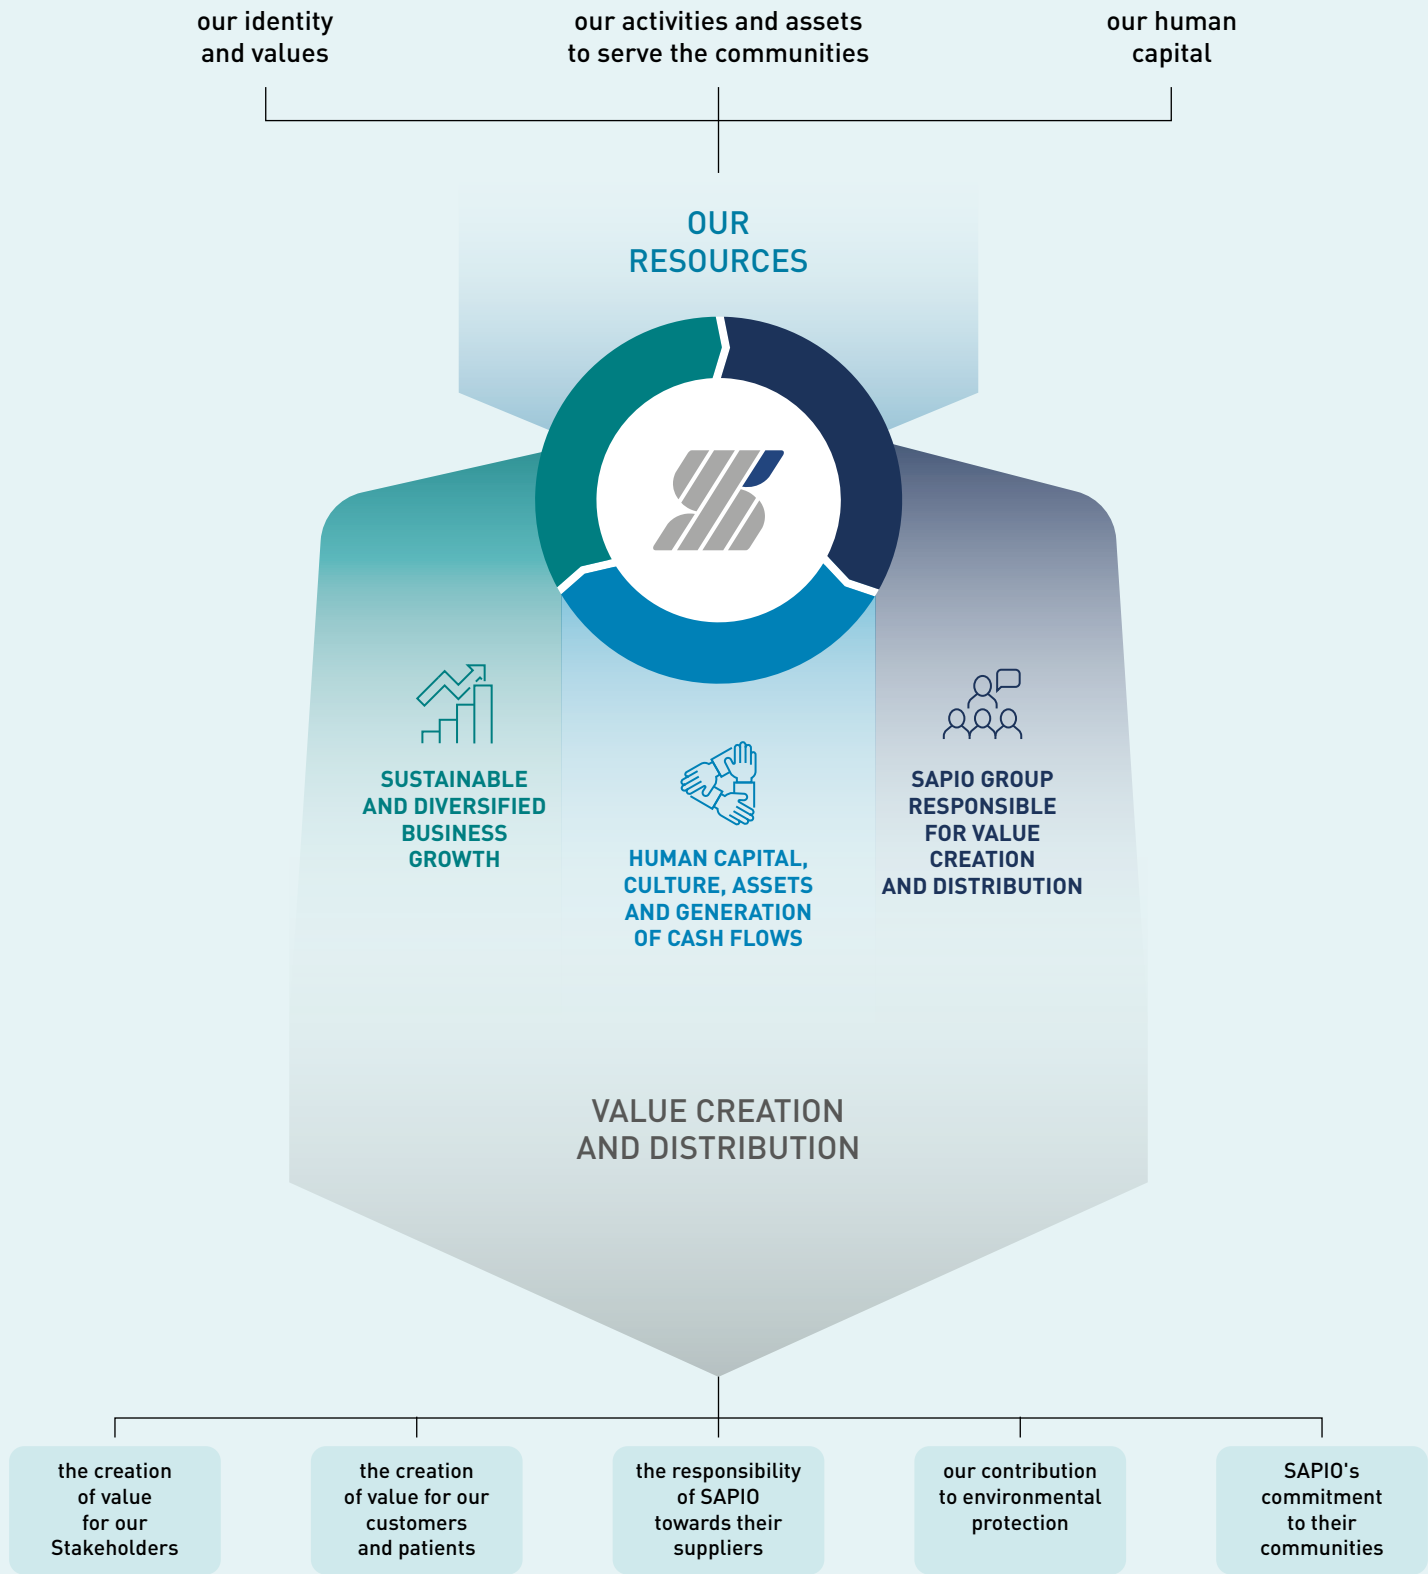 our identity
and values
our activities and assets
to serve the communities
our human
capital
OUR
RESOURCES
SUSTAINABLE
AND DIVERSIFIED
BUSINESS
GROWTH
HUMAN CAPITAL,
CULTURE, ASSETS
AND GENERATION
OF CASH FLOWS
SAPIO GROUP
RESPONSIBLE
FOR VALUE
CREATION
AND DISTRIBUTION
VALUE CREATION
AND DISTRIBUTION
the creation
of value
for our
Stakeholders
the creation
of value for our
customers
and patients
the responsibility
of SAPIO
towards their
suppliers
our contribution
to environmental
protection
SAPIO's
commitment
to their
communities